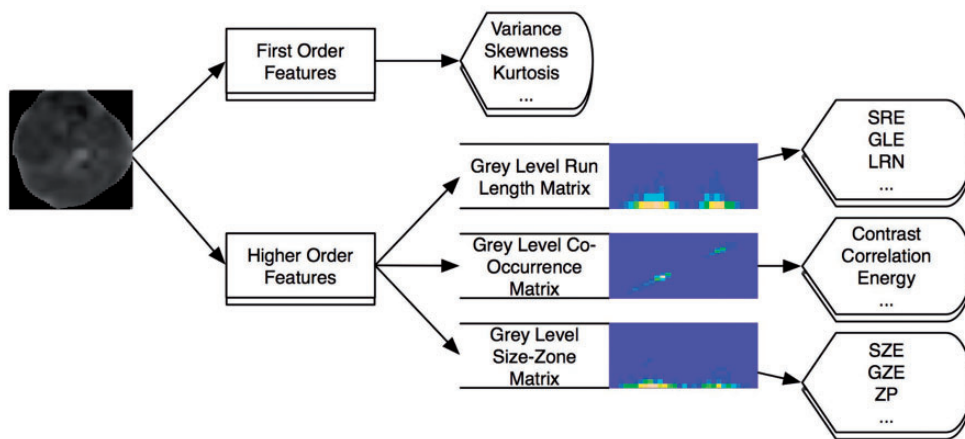 First Order
Features
Variance
Skewness
Kurtosis
...
Higher Order
Features
Grey Level Run
Length Matrix
SRE
GLE
LRN
...
Grey Level Co-
Occurrence
Matrix
Contrast
Correlation
Energy
...
Grey Level
Size-Zone
Matrix
SZE
GZE
ZP
...